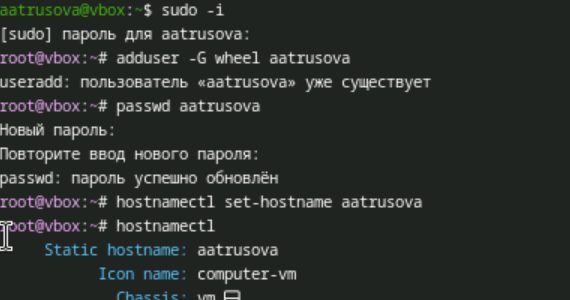 aatrusova@vbox:~$ sudo -i
[sudo] пароль для aatrusova:
root@vbox:~# adduser -G wheel aatrusova
useradd: пользователь «aatrusova» уже существует
root@vbox:~# passwd aatrusova
Новый пароль:
Повторите ввод нового пароля:
passwd: пароль успешно обновлён
root@vbox:~# hostnamectl set-hostname aatrusova
root@vbox:~# hostnamectl
Static hostname: aatrusova
Icon name: computer-vm
Chassis: vm